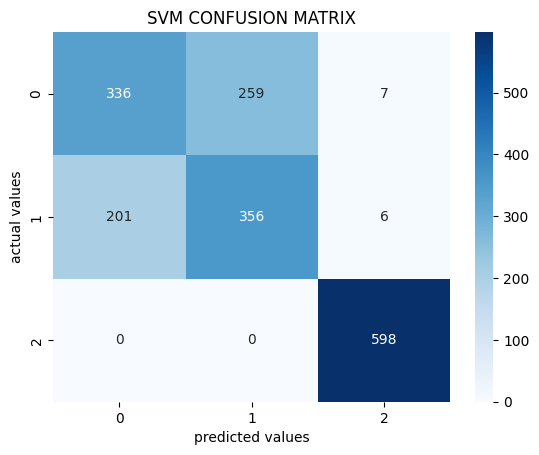 SVM CONFUSION MATRIX
actual values
0 336 259 7
1 201 356 6
2 0 0 598
0 1 2
predicted values
500
400
300
200
100
0